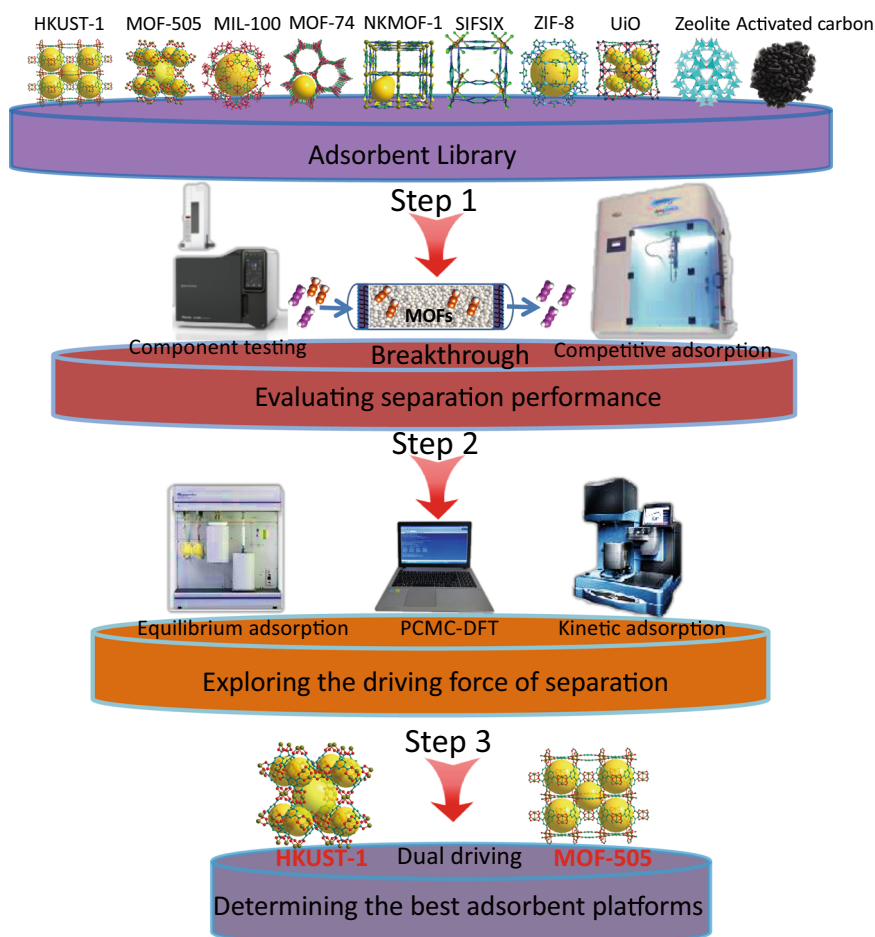 HKUST-1 MOF-505 MIL-100 MOF-74 NKMOF-1 SIFSIX ZIF-8 UiO Zeolite Activated carbon
Adsorbent Library
Step 1
MOFs
Component testing Breakthrough Competitive adsorption
Evaluating separation performance
Step 2
Equilibrium adsorption PCMC-DFT Kinetic adsorption
Exploring the driving force of separation
Step 3
HKUST-1 Dual driving MOF-505
Determining the best adsorbent platforms